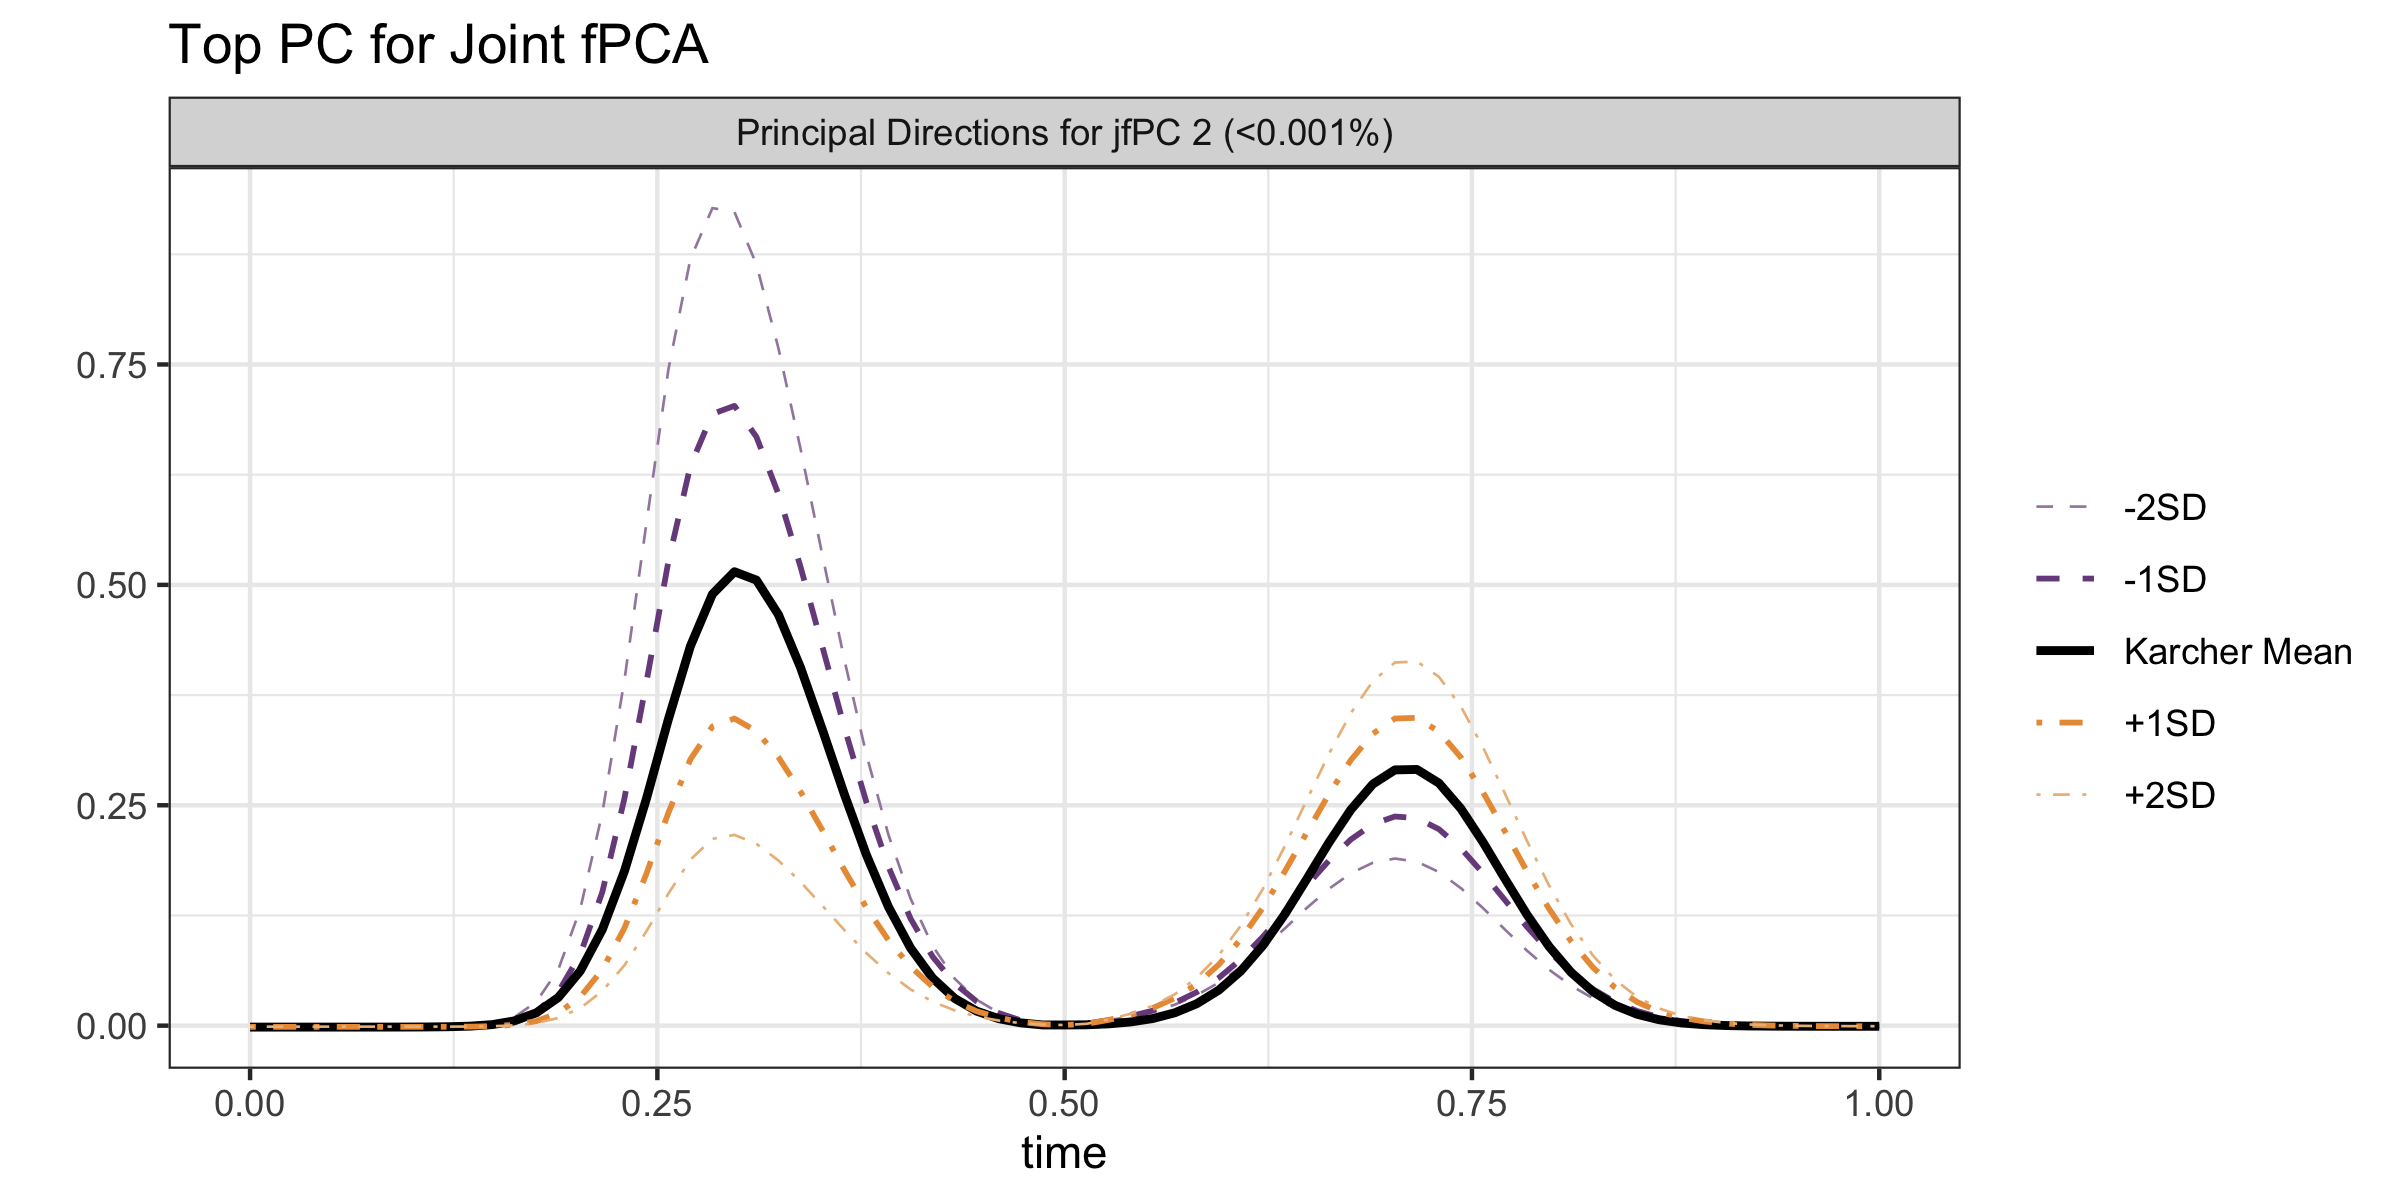 Top PC for Joint fPCA
Principal Directions for jfPC 2 (<0.001%)
0.75
0.50
0.25
0.00
0.00 0.25 0.50 0.75 1.00
time
-2SD
-1SD
Karcher Mean
+1SD
+2SD